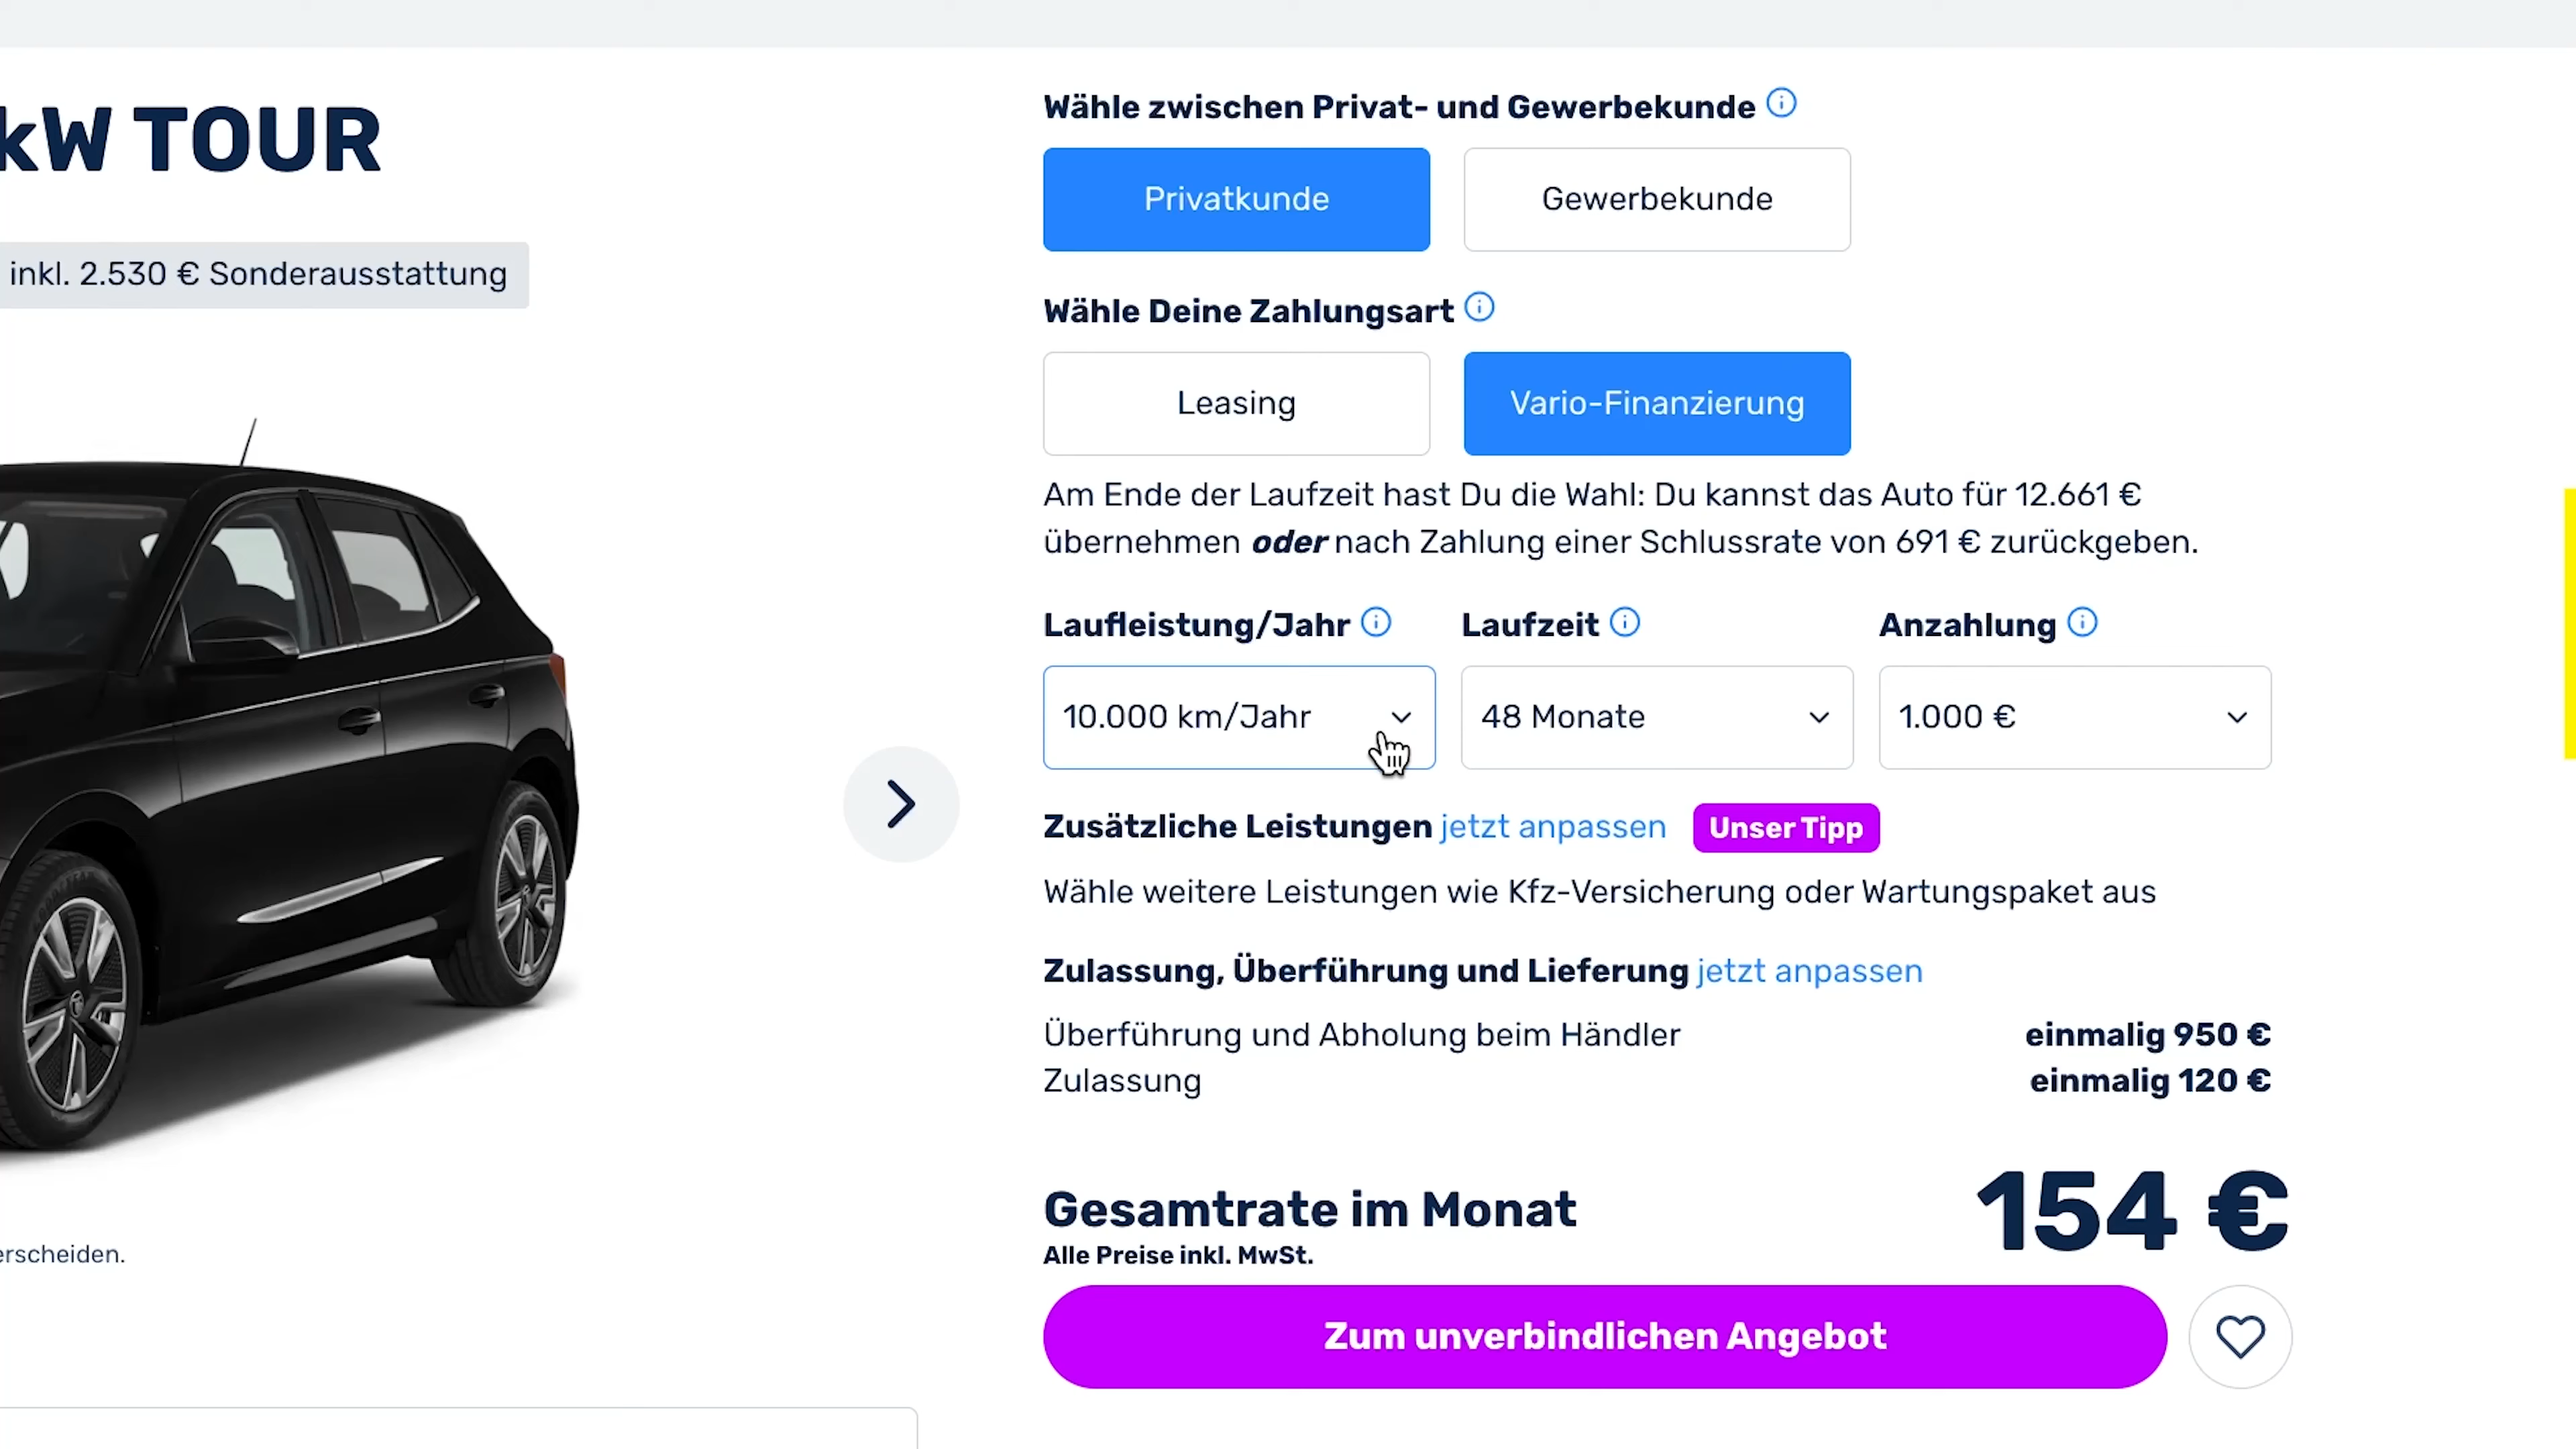 kW TOUR
inkl. 2.530 € Sonderausstattung
erscheiden.
Wähle zwischen Privat- und Gewerbekunde
Privatkunde
Gewerbekunde
Wähle Deine Zahlungsart
Leasing
Vario-Finanzierung
Am Ende der Laufzeit hast Du die Wahl: Du kannst das Auto für 12.661 €
übernehmen oder nach Zahlung einer Schlussrate von 691 € zurückgeben.
Laufleistung/Jahr
Laufzeit
Anzahlung
10.000 km/Jahr
48 Monate
1.000 €
Zusätzliche Leistungen jetzt anpassen Unser Tipp
Wähle weitere Leistungen wie Kfz-Versicherung oder Wartungspaket aus
Zulassung, Überführung und Lieferung jetzt anpassen
Überführung und Abholung beim Händler einmalig 950 €
Zulassung einmalig 120 €
Gesamtrate im Monat 154 €
Alle Preise inkl. MwSt.
Zum unverbindlichen Angebot